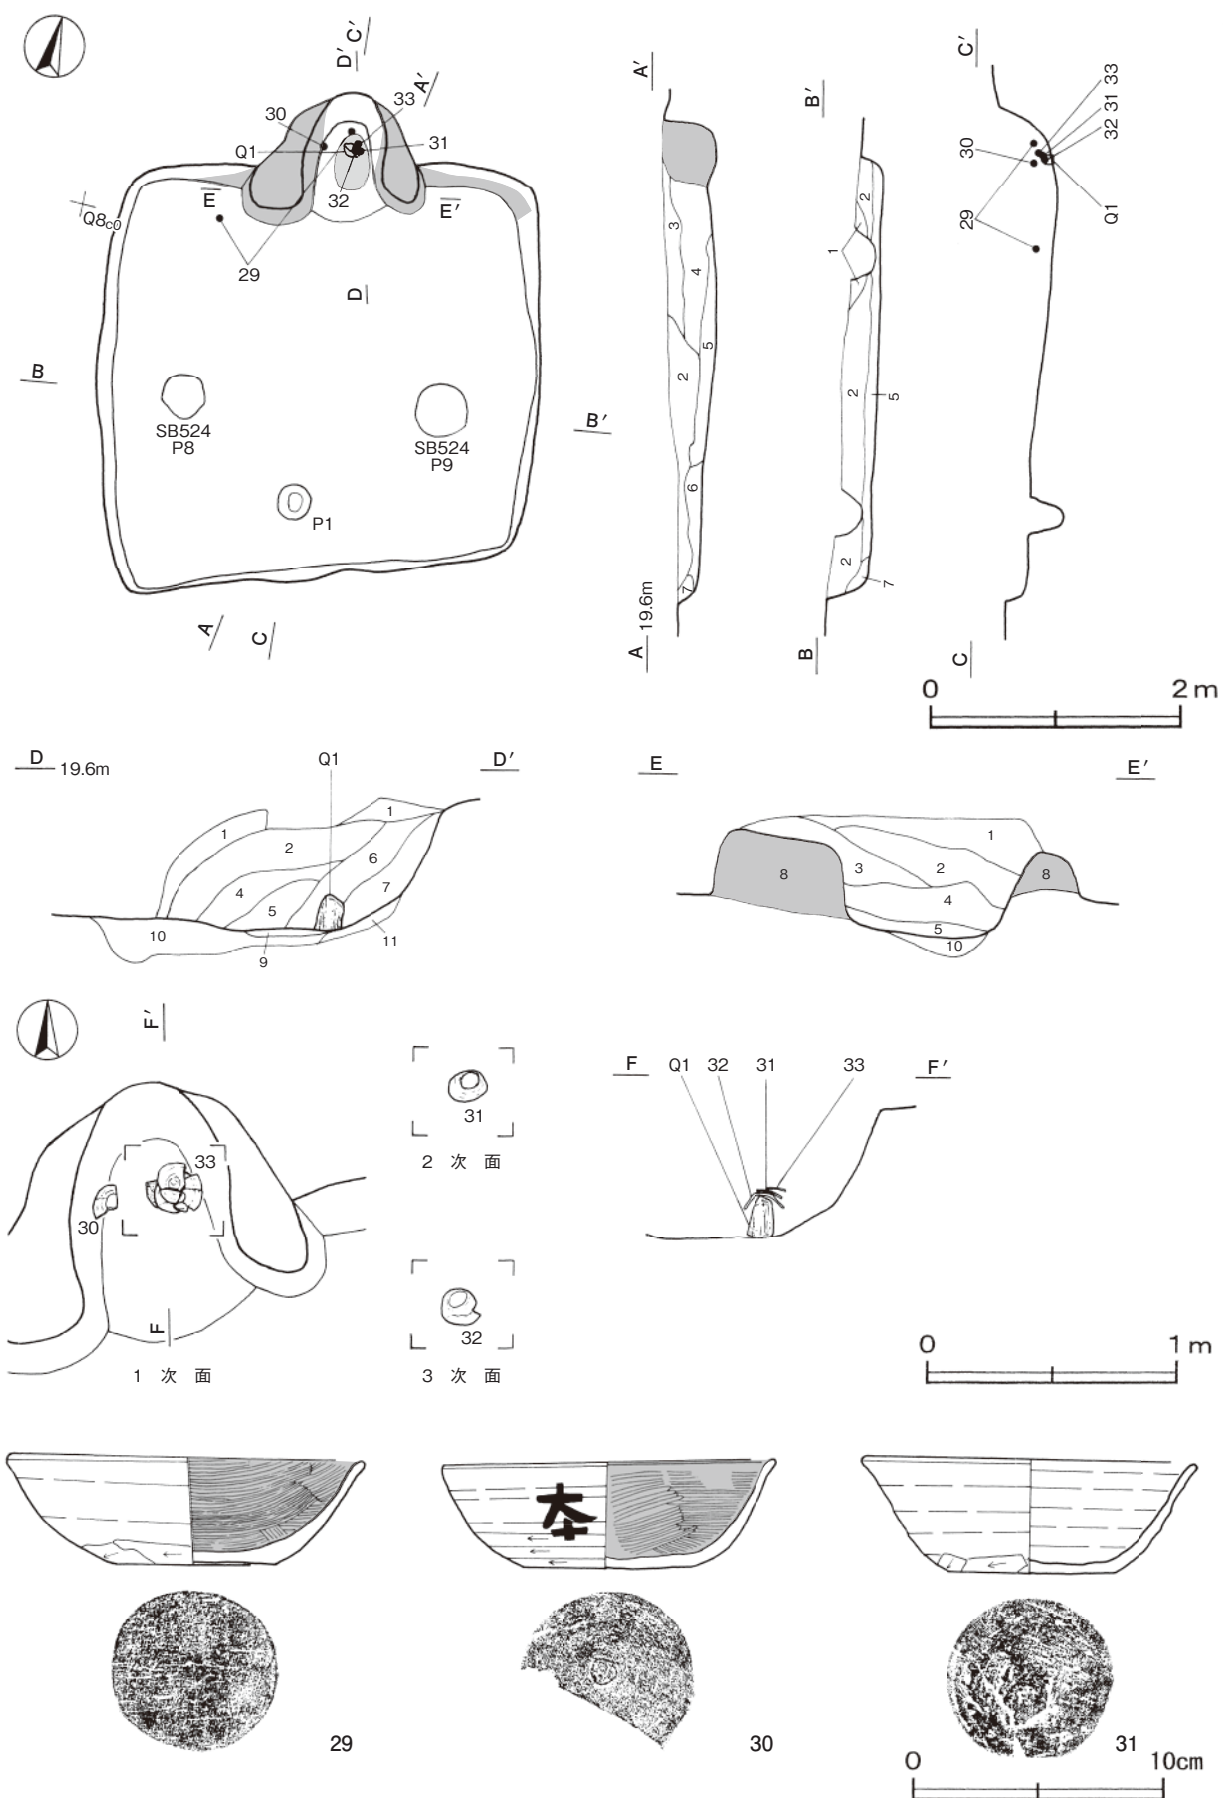 C′
D′
A′
33
30
Q1
31
32
E
E′
Q8c0
29
D
B
B′
SB524
P8
SB524
P9
P1
A
C
A′
3
4
5
2
6
7
A 19.6m
B′
2
1
2
5
2
7
B
C′
33
31
32
30
Q1
29
C
0 2m
D 19.6m
Q1
D′
1
1
2
6
4
7
5
10
9
11
E
E′
1
2
3
8
4
8
5
10
F′
33
30
F
1 次 面
31
2 次 面
32
3 次 面
F Q1 32 31 33 F′
0 1m
本
29
30
31
0 10cm